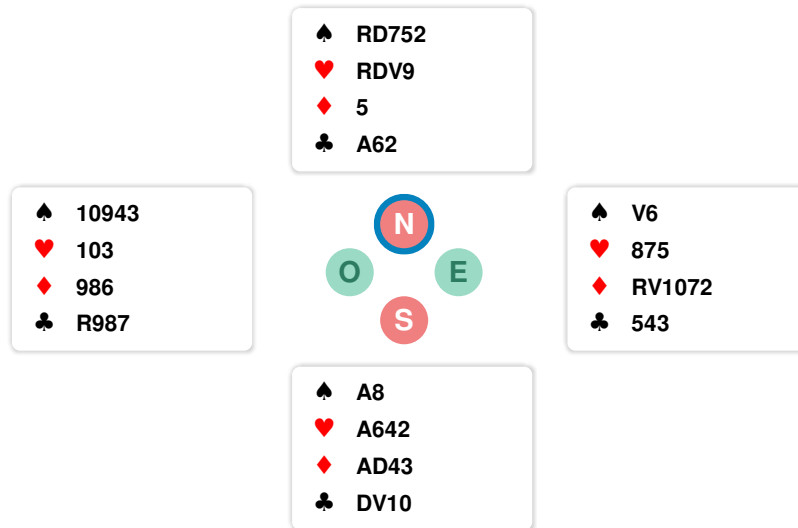 ♠ RD752
♥ RDV9
♦ 5
♣ A62
♠ 10943
♥ 103
♦ 986
♣ R987
N
O E
S
♠ V6
♥ 875
♦ RV1072
♣ 543
♠ A8
♥ A642
♦ AD43
♣ DV10